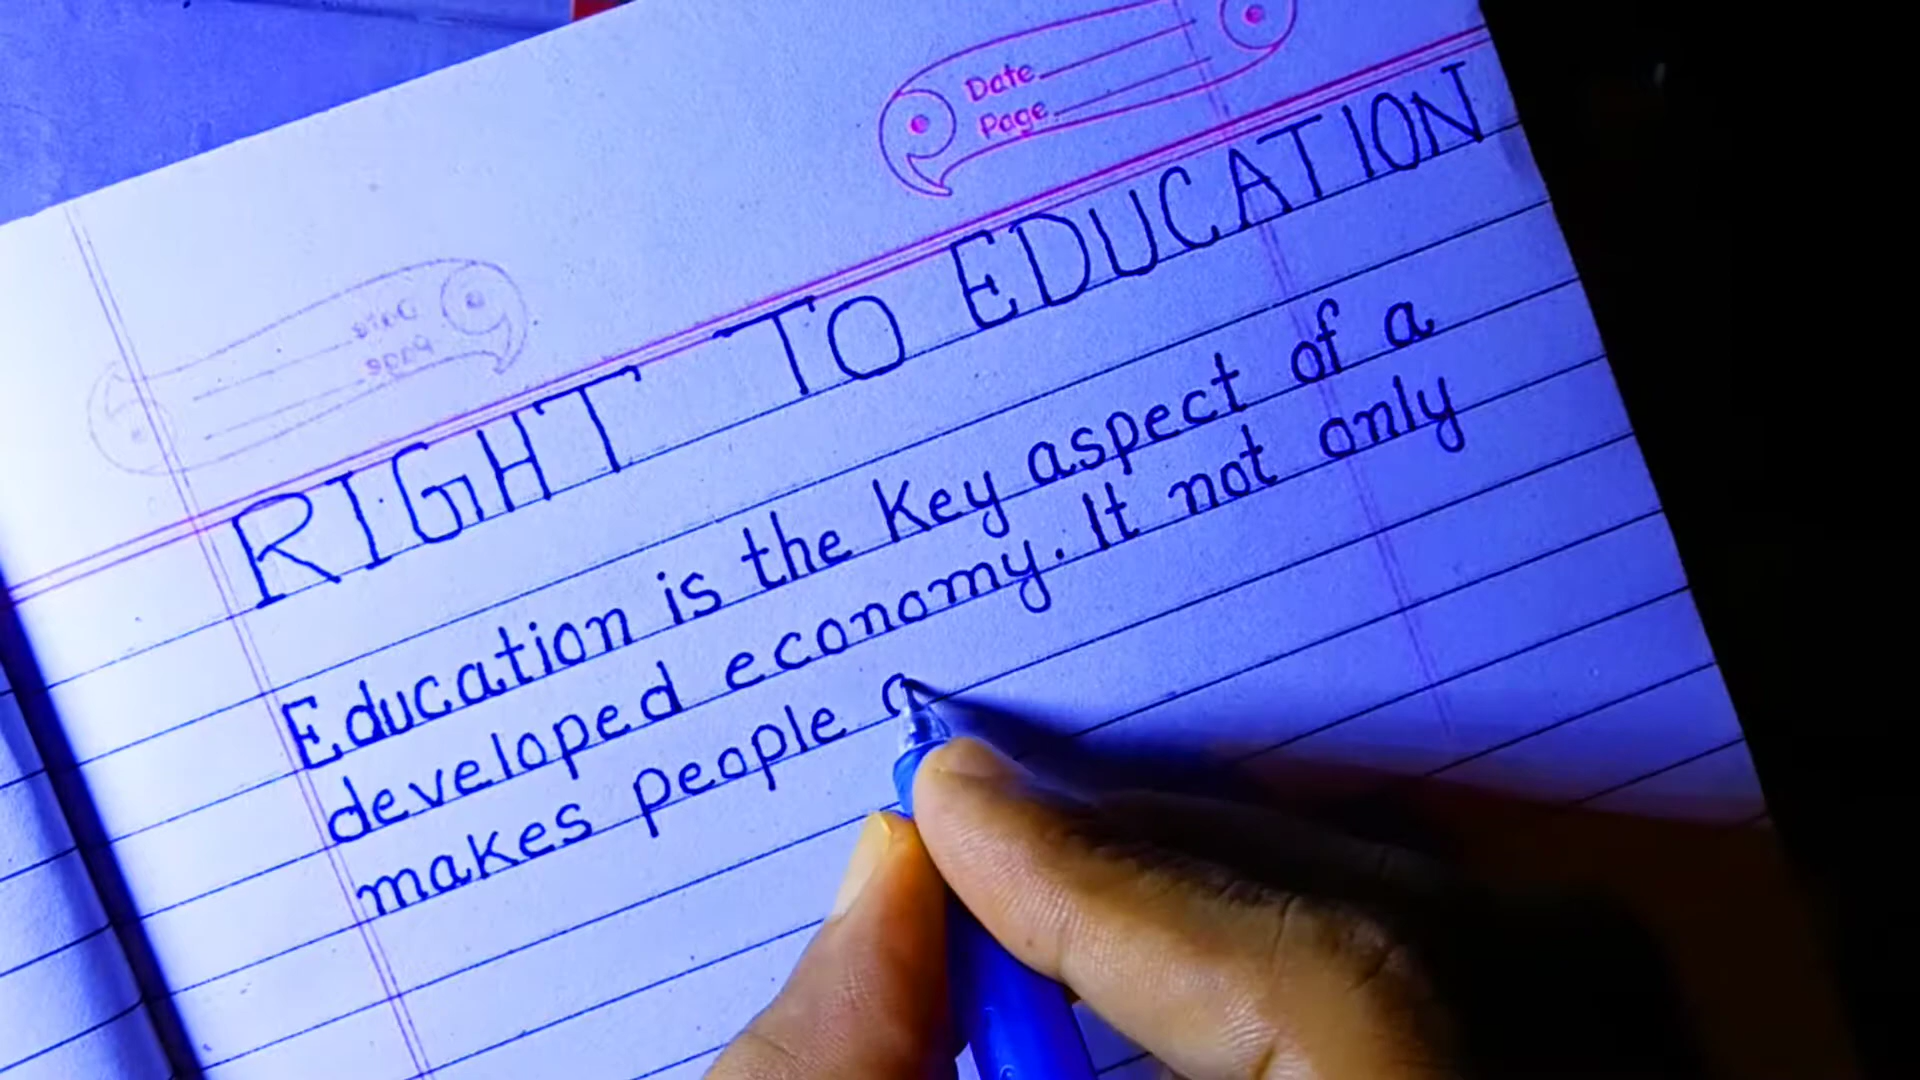 Date
Page
RIGHT TO EDUCATION
Education is the Key aspect of a
developed economy. It not only
makes people